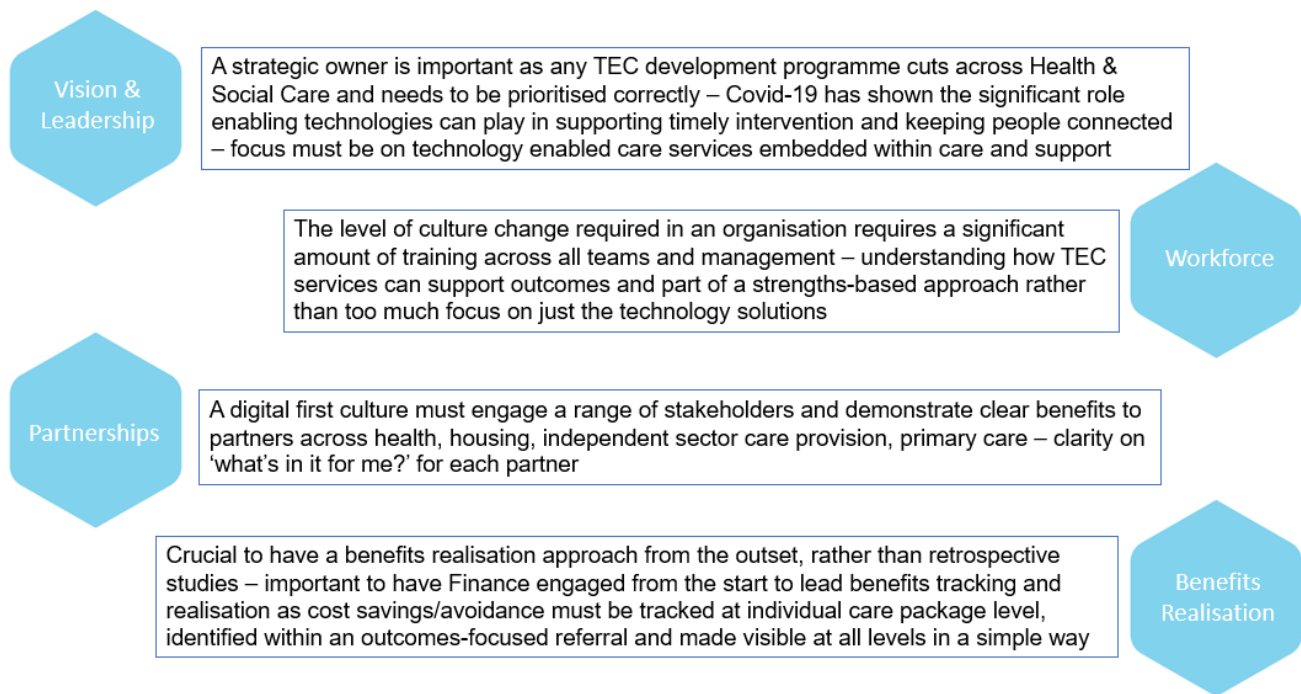 Vision &
Leadership
A strategic owner is important as any TEC development programme cuts across Health &
Social Care and needs to be prioritised correctly – Covid-19 has shown the significant role
enabling technologies can play in supporting timely intervention and keeping people connected
– focus must be on technology enabled care services embedded within care and support
The level of culture change required in an organisation requires a significant
amount of training across all teams and management – understanding how TEC
services can support outcomes and part of a strengths-based approach rather
than too much focus on just the technology solutions
Workforce
Partnerships
A digital first culture must engage a range of stakeholders and demonstrate clear benefits to
partners across health, housing, independent sector care provision, primary care – clarity on
‘what’s in it for me?’ for each partner
Crucial to have a benefits realisation approach from the outset, rather than retrospective
studies – important to have Finance engaged from the start to lead benefits tracking and
realisation as cost savings/avoidance must be tracked at individual care package level,
identified within an outcomes-focused referral and made visible at all levels in a simple way
Benefits
Realisation